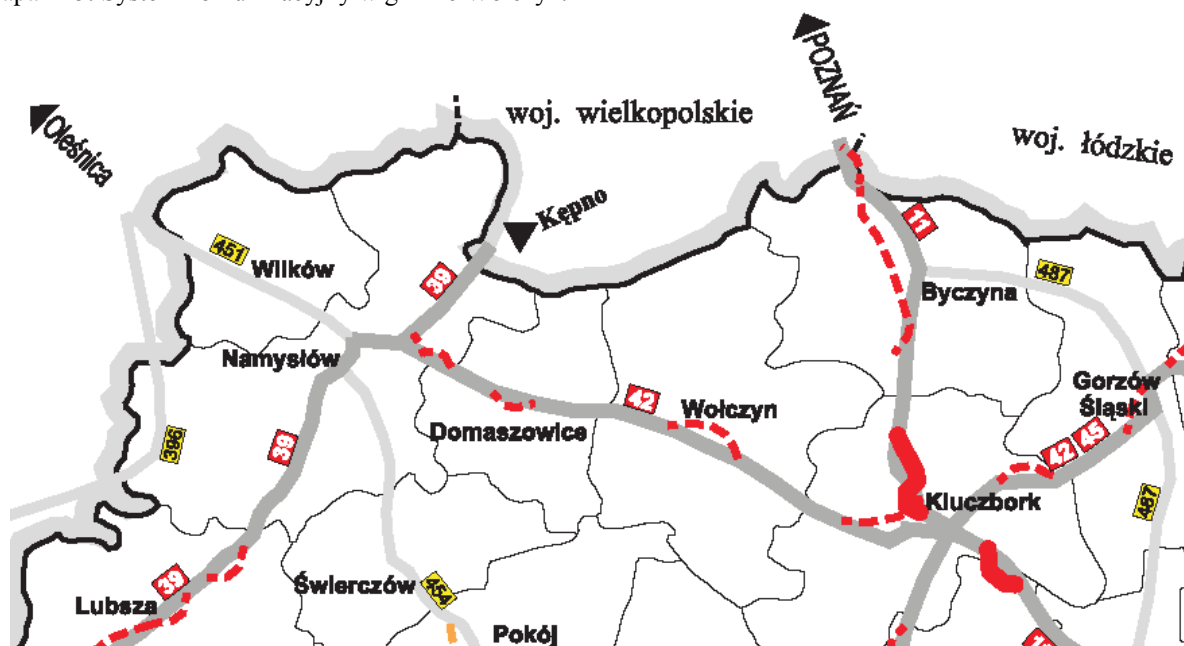 POZNAŃ
woj. wielkopolskie
woj. łódzkie
Oleśnica
Kępno
11
451
Wilków
39
487
Byczyna
Namysłów
Gorzów
Śląski
42
Wołczyn
Domaszowice
39
396
42
45
Kluczbork
487
39
Lubsza
Świerczów
454
Pokój